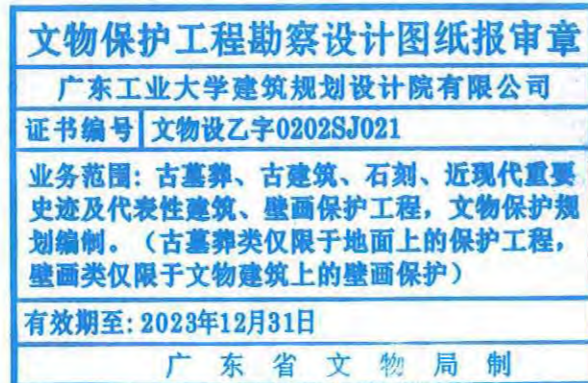 文物保护工程勘察设计图纸报审章
广东工业大学建筑规划设计院有限公司
证书编号 文物设乙字0202SJ021
业务范围: 古墓葬、古建筑、石刻、近现代重要
史迹及代表性建筑、壁画保护工程，文物保护规
划编制。（古墓葬类仅限于地面上的保护工程，
壁画类仅限于文物建筑上的壁画保护）
有效期至: 2023年12月31日
广东省文物局制